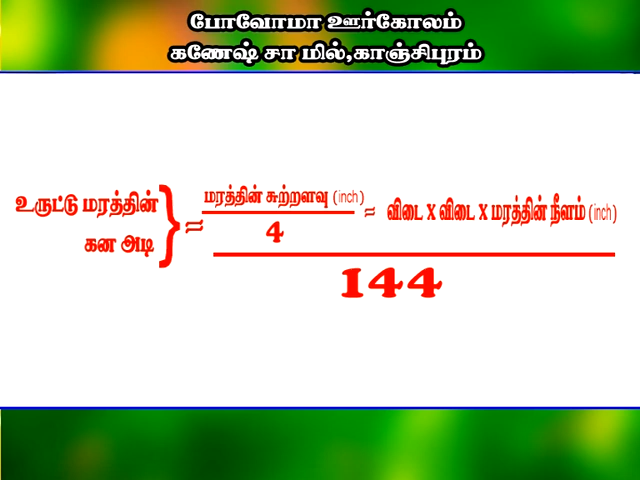 போவோமா ஊர்கோலம்
கணேஷ் சா மில்,காஞ்சிபுரம்
உருட்டு மரத்தின்
கன அடி
} =
மரத்தின் சுற்றளவு (inch)
4
= விடை X விடை X மரத்தின் நீளம் (inch)
144